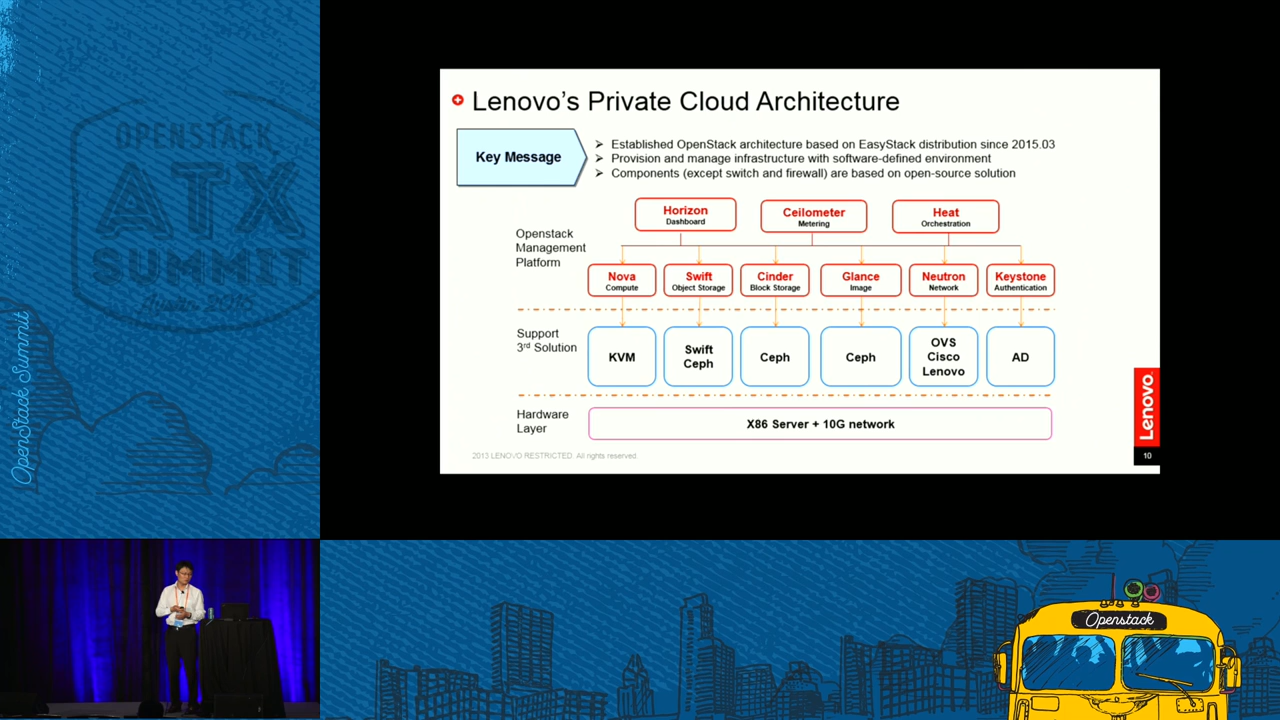 OPENSTACK
ATX
SUMMIT
OpenStack Summit
Lenovo's Private Cloud Architecture
Key Message
➢ Established OpenStack architecture based on EasyStack distribution since 2015.03
➢ Provision and manage infrastructure with software-defined environment
➢ Components (except switch and firewall) are based on open-source solution
Openstack
Management
Platform
Horizon
Dashboard
Ceilometer
Metering
Heat
Orchestration
Nova
Compute
Swift
Object Storage
Cinder
Block Storage
Glance
Image
Neutron
Network
Keystone
Authentication
Support
3rd Solution
KVM
Swift
Ceph
Ceph
Ceph
OVS
Cisco
Lenovo
AD
Hardware
Layer
X86 Server + 10G network
2013 LENOVO RESTRICTED. All rights reserved.
Lenovo
10
Openstack